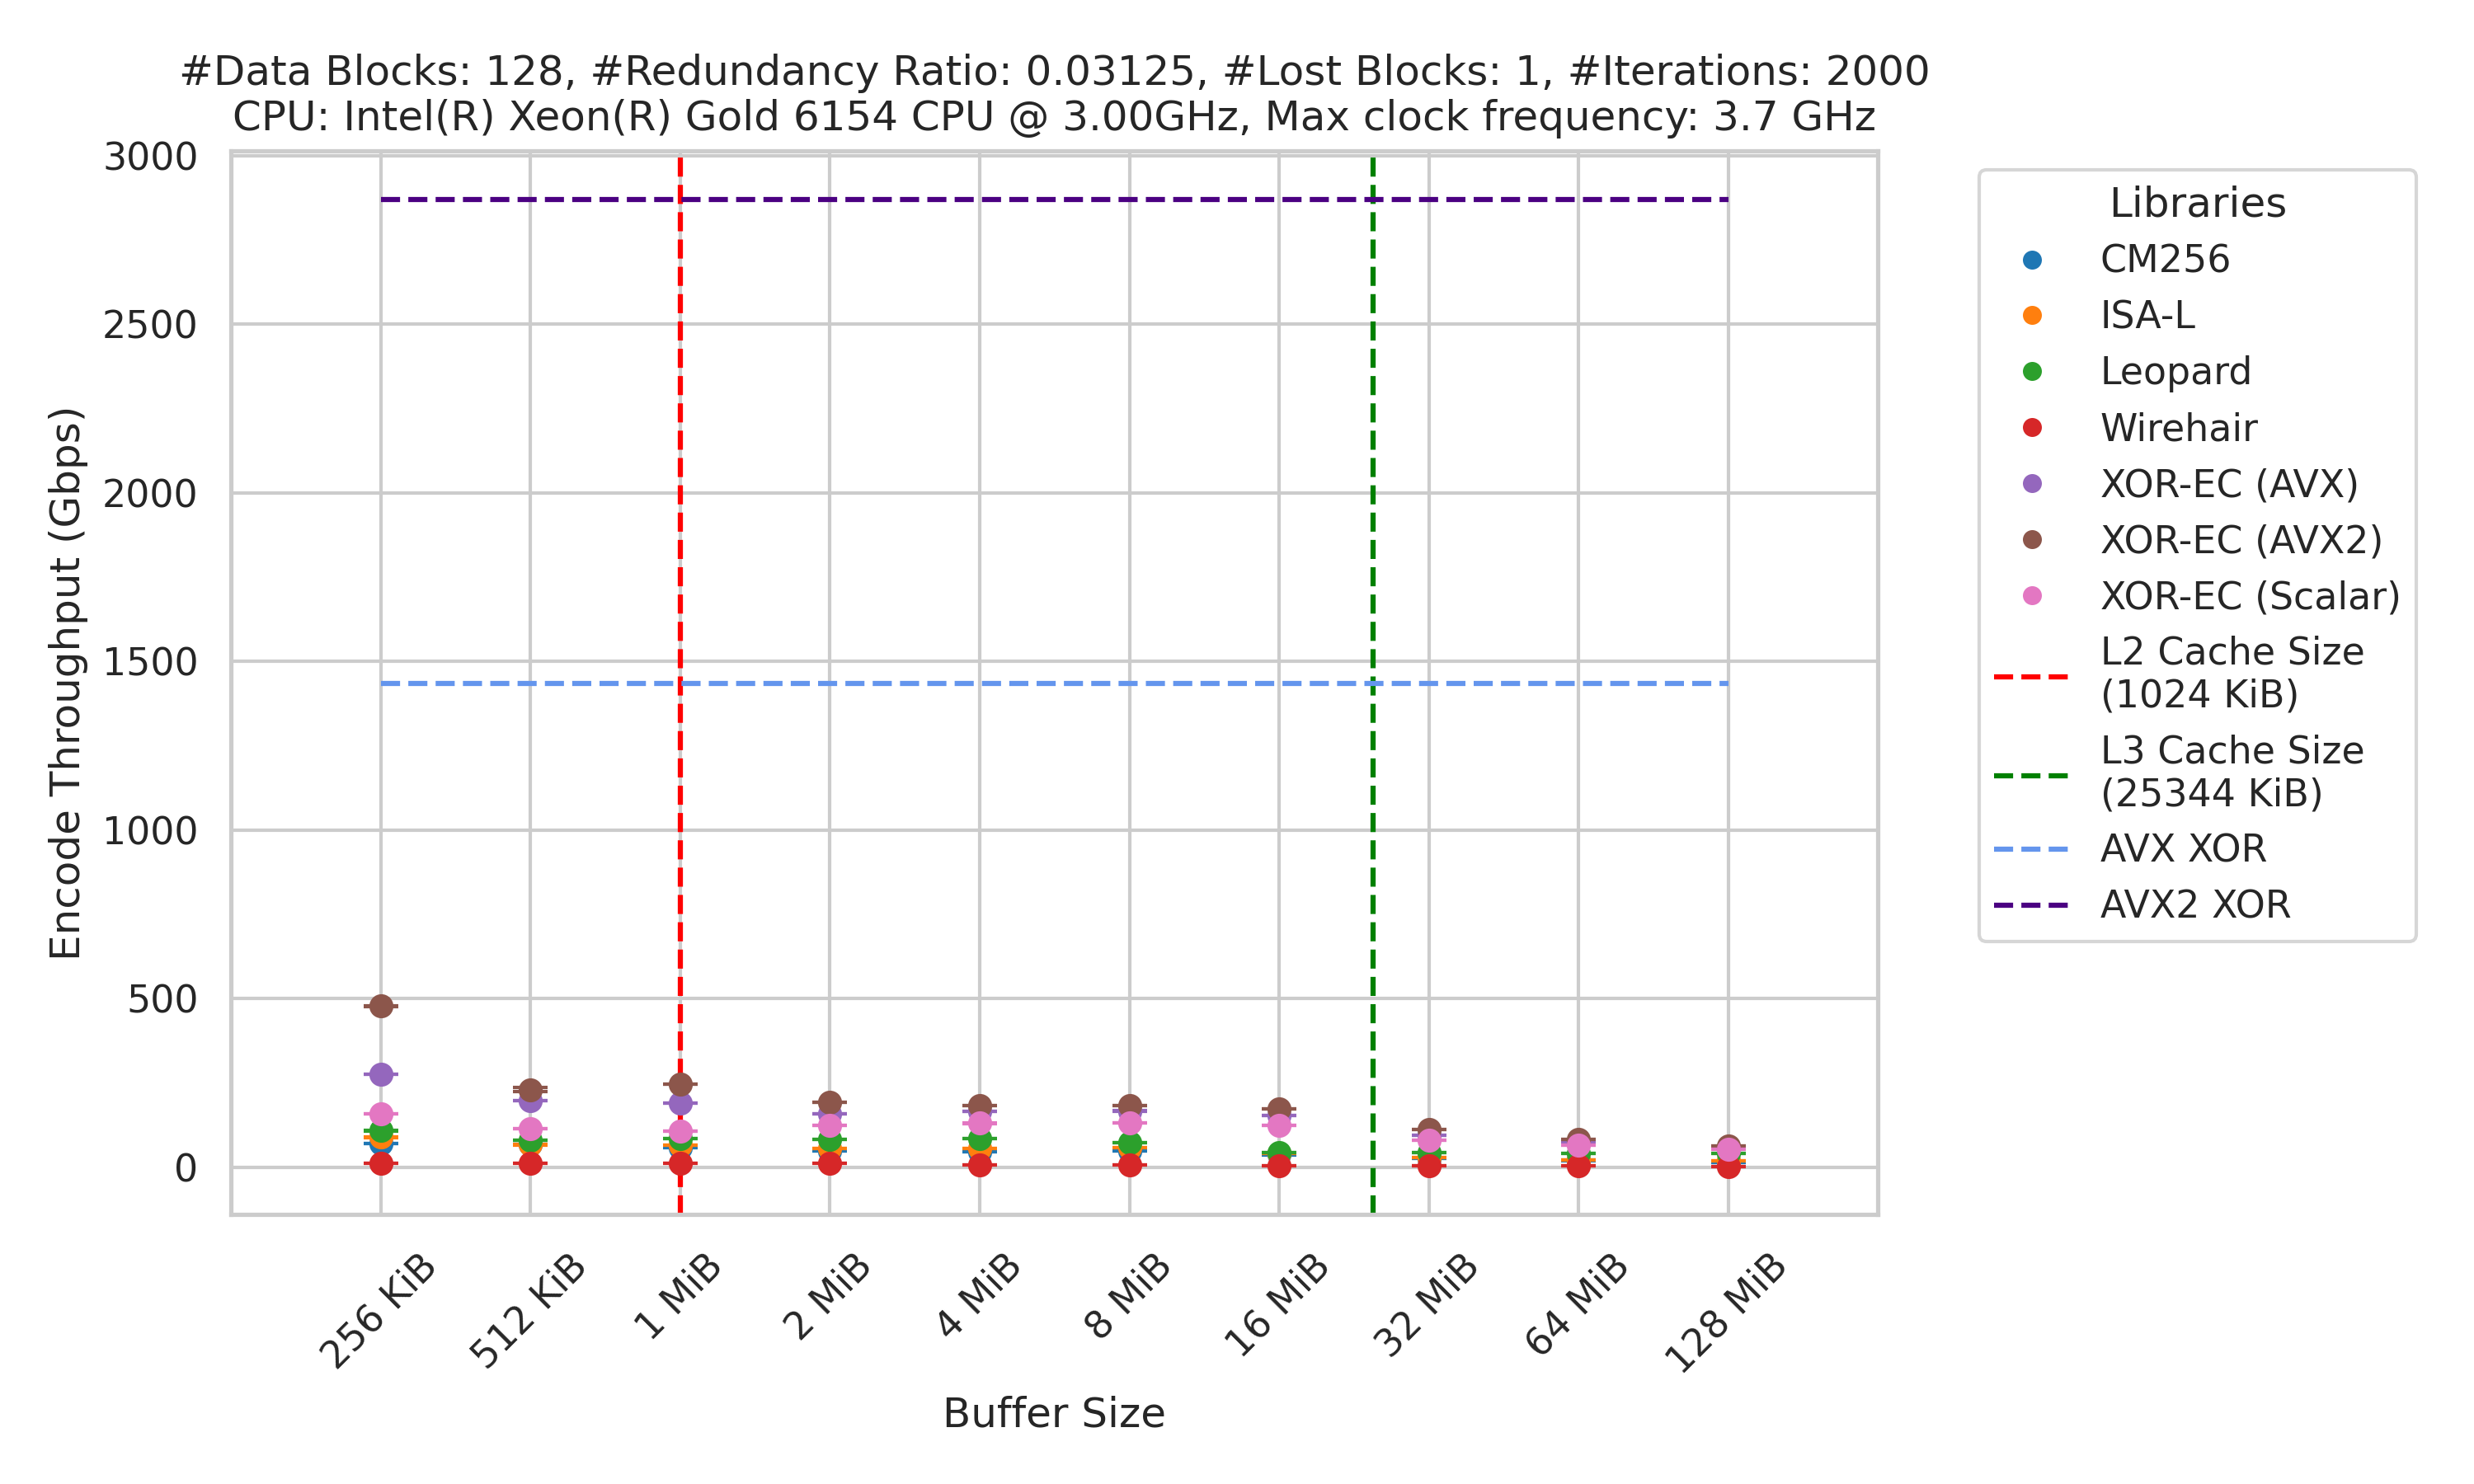 #Data Blocks: 128, #Redundancy Ratio: 0.03125, #Lost Blocks: 1, #Iterations: 2000
CPU: Intel(R) Xeon(R) Gold 6154 CPU @ 3.00GHz, Max clock frequency: 3.7 GHz
Encode Throughput (Gbps)
3000
2500
2000
1500
1000
500
0
256 KiB
512 KiB
1 MiB
2 MiB
4 MiB
8 MiB
16 MiB
32 MiB
64 MiB
128 MiB
Buffer Size
Libraries
CM256
ISA-L
Leopard
Wirehair
XOR-EC (AVX)
XOR-EC (AVX2)
XOR-EC (Scalar)
L2 Cache Size
(1024 KiB)
L3 Cache Size
(25344 KiB)
AVX XOR
AVX2 XOR